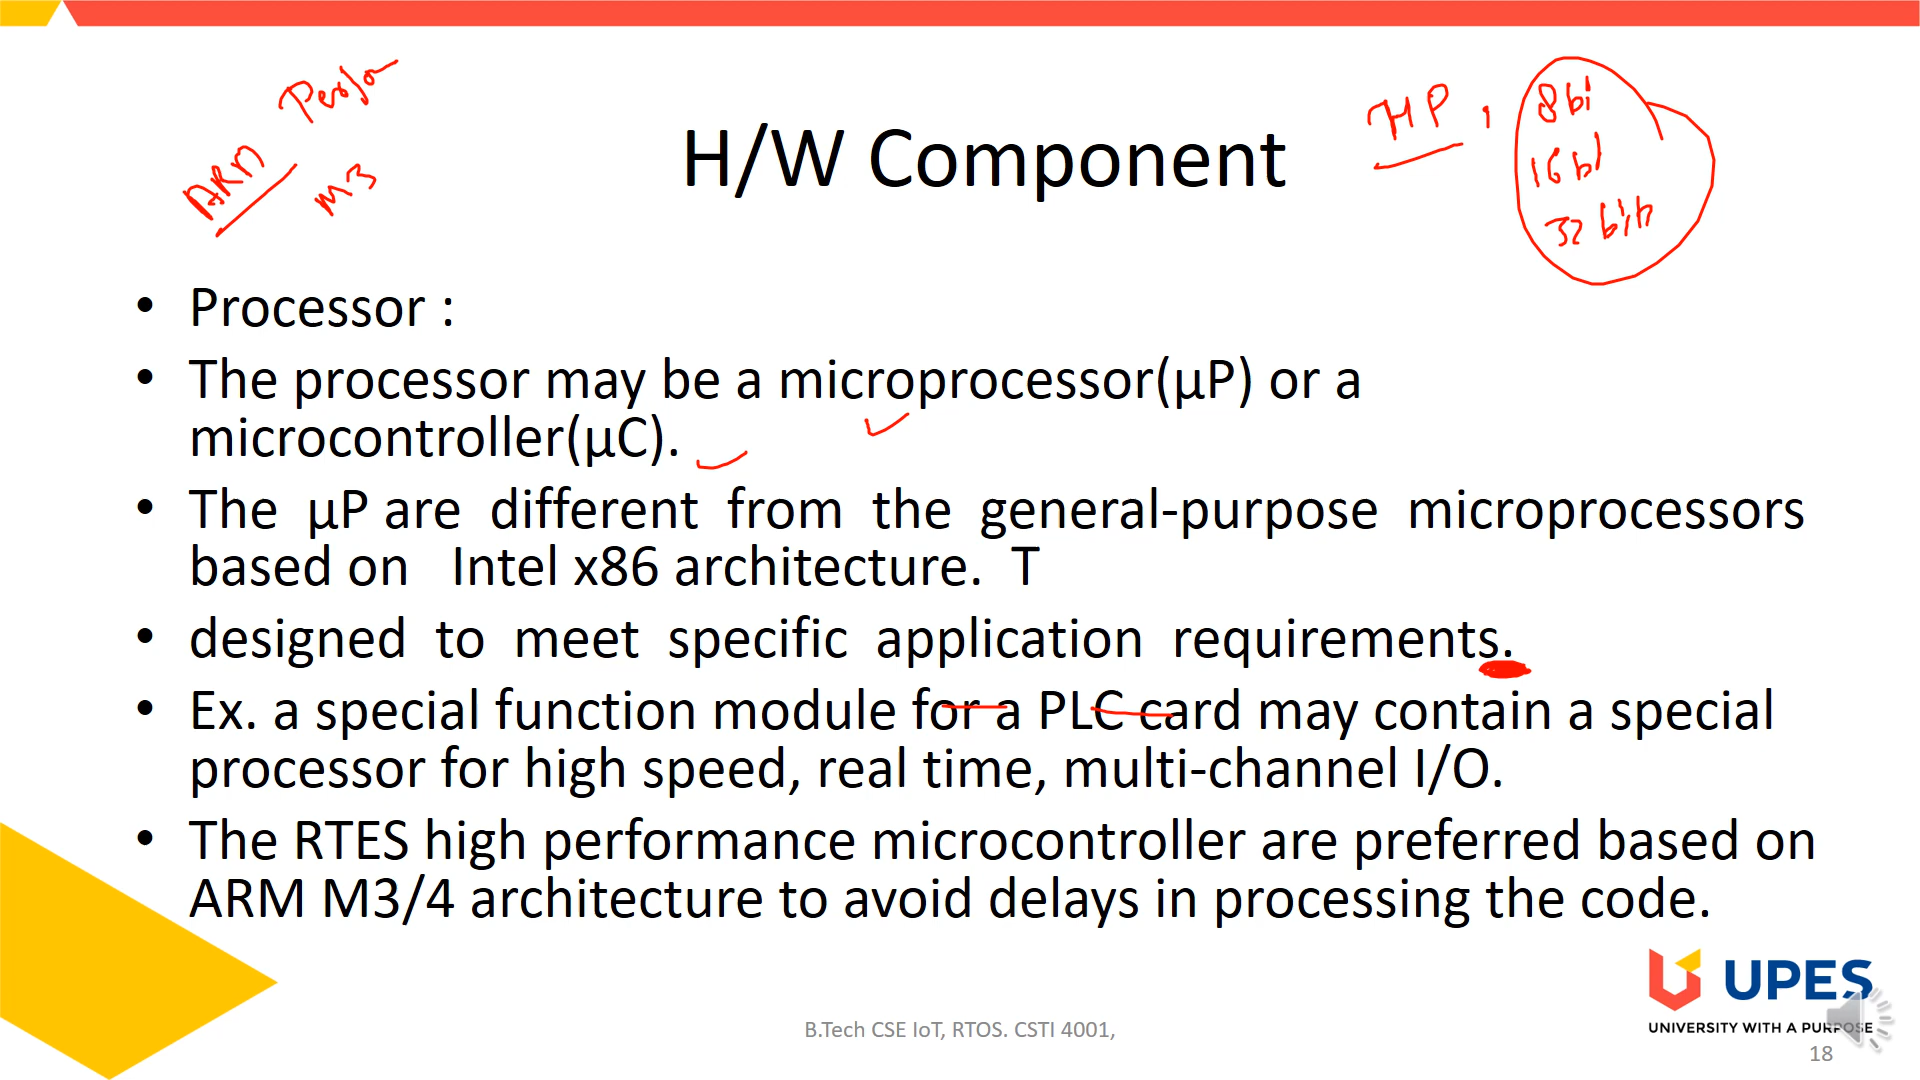 ARM Perfor
M3
HP,
8bi
16 bl
32 bits
H/W Component
• Processor :
• The processor may be a microprocessor(µP) or a
microcontroller(µC).
• The µP are different from the general-purpose microprocessors
based on Intel x86 architecture. T
• designed to meet specific application requirements.
• Ex. a special function module for a PLC card may contain a special
processor for high speed, real time, multi-channel I/O.
• The RTES high performance microcontroller are preferred based on
ARM M3/4 architecture to avoid delays in processing the code.
UPES
UNIVERSITY WITH A PURPOSE
B.Tech CSE IoT, RTOS. CSTI 4001,
18